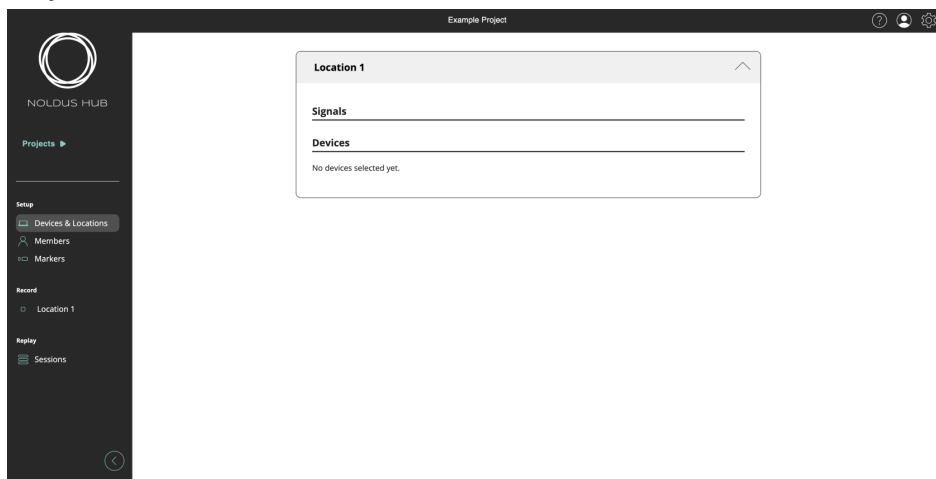 Example Project
?
NOLDUS HUB
Projects
Setup
Devices & Locations
Members
Markers
Record
Location 1
Replay
Sessions
Location 1
Signals
Devices
No devices selected yet.